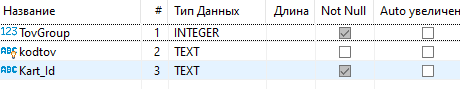 Название # Тип Данных Длина Not Null Auto увеличен
123 TovGroup 1 INTEGER
ABC kodtov 2 TEXT
ABC Kart_Id 3 TEXT